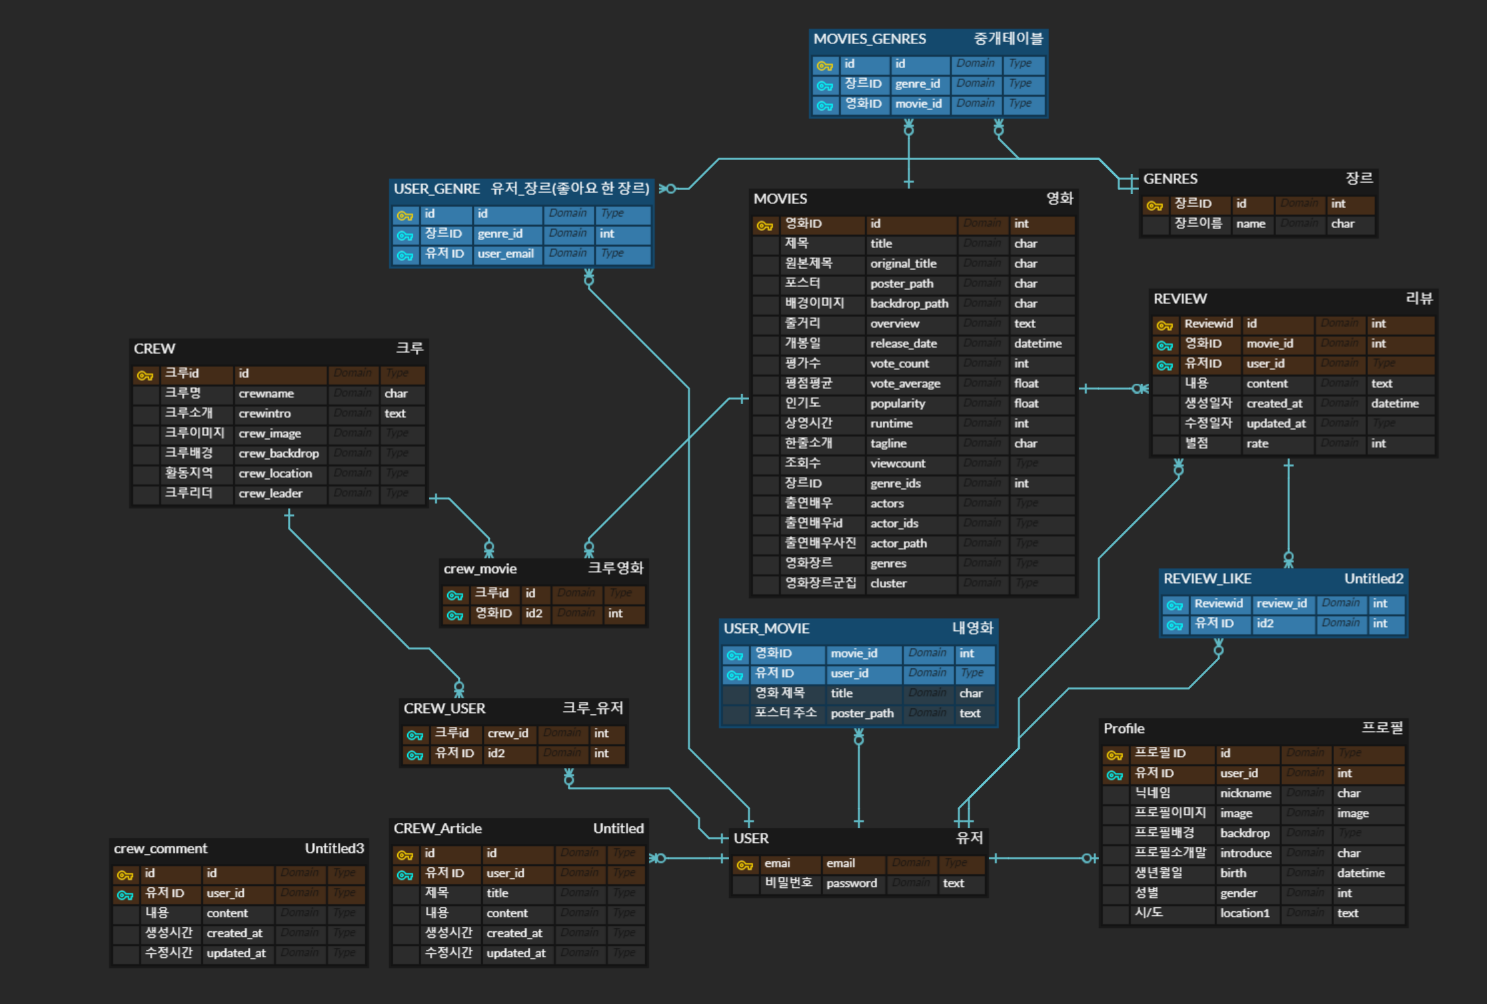 MOVIES_GENRES 중개테이블
id id Domain Type
장르ID genre_id Domain Type
영화ID movie_id Domain Type
USER_GENRE 유저_장르(좋아요 한 장르)
id id Domain Type
장르ID genre_id Domain int
유저 ID user_email Domain Type
MOVIES 영화
영화ID id Domain int
제목 title Domain char
원본제목 original_title Domain char
포스터 poster_path Domain char
배경이미지 backdrop_path Domain char
줄거리 overview Domain text
개봉일 release_date Domain datetime
평가수 vote_count Domain int
평점평균 vote_average Domain float
인기도 popularity Domain float
상영시간 runtime Domain int
한줄소개 tagline Domain char
조회수 viewcount Domain Type
장르ID genre_ids Domain int
출연배우 actors Domain Type
출연배우id actor_ids Domain Type
출연배우사진 actor_path Domain Type
영화장르 genres Domain Type
영화장르군집 cluster Domain Type
GENRES 장르
장르ID id Domain int
장르이름 name Domain char
REVIEW 리뷰
Reviewid id Domain int
영화ID movie_id Domain int
유저ID user_id Domain Type
내용 content Domain text
생성일자 created_at Domain datetime
수정일자 updated_at Domain Type
별점 rate Domain int
CREW 크루
크루id id Domain Type
크루명 crewname Domain char
크루소개 crewintro Domain text
크루이미지 crew_image Domain Type
크루배경 crew_backdrop Domain Type
활동지역 crew_location Domain Type
크루리더 crew_leader Domain Type
crew_movie 크루영화
크루id id Domain Type
영화ID id2 Domain int
REVIEW_LIKE Untitled2
Reviewid review_id Domain int
유저 ID id2 Domain int
USER_MOVIE 내영화
영화ID movie_id Domain int
유저 ID user_id Domain Type
영화 제목 title Domain char
포스터 주소 poster_path Domain text
CREW_USER 크루_유저
크루id crew_id Domain int
유저 ID id2 Domain int
Profile 프로필
프로필 ID id Domain Type
유저 ID user_id Domain int
닉네임 nickname Domain char
프로필이미지 image Domain image
프로필배경 backdrop Domain Type
프로필소개말 introduce Domain char
생년월일 birth Domain datetime
성별 gender Domain int
시/도 location1 Domain text
USER 유저
emai email Domain Type
비밀번호 password Domain text
CREW_Article Untitled
id id Domain Type
유저 ID user_id Domain Type
제목 title Domain Type
내용 content Domain Type
생성시간 created_at Domain Type
수정시간 updated_at Domain Type
crew_comment Untitled3
id id Domain Type
유저 ID user_id Domain Type
내용 content Domain Type
생성시간 created_at Domain Type
수정시간 updated_at Domain Type